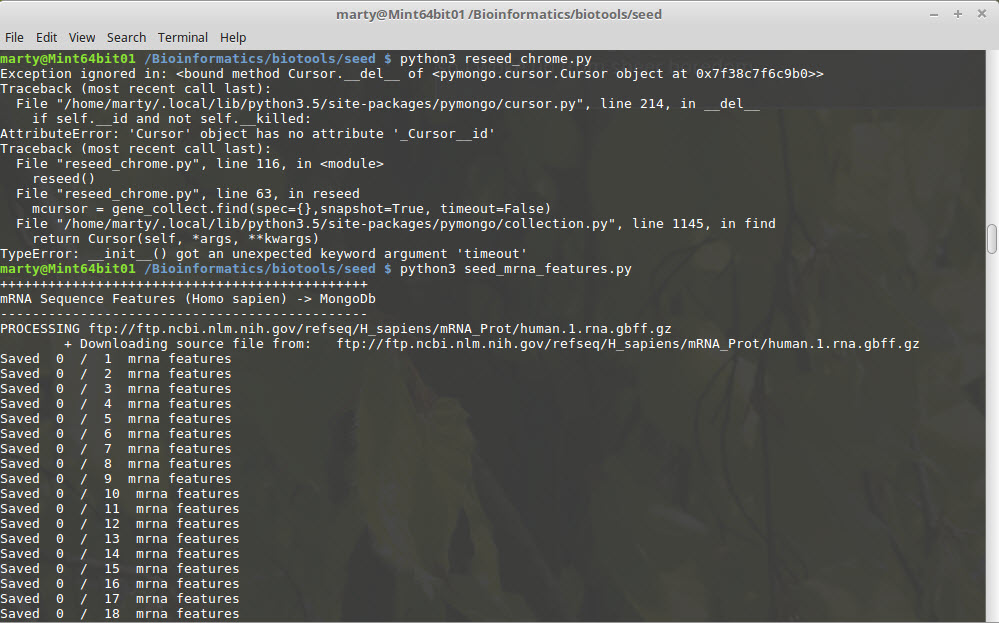 marty@Mint64bit01 /Bioinformatics/biotools/seed
File Edit View Search Terminal Help
marty@Mint64bit01 /Bioinformatics/biotools/seed $ python3 reseed_chrome.py
Exception ignored in: <bound method Cursor.__del__ of <pymongo.cursor.Cursor object at 0x7f38c7f6c9b0>>
Traceback (most recent call last):
  File "/home/marty/.local/lib/python3.5/site-packages/pymongo/cursor.py", line 214, in __del__
    if self.__id and not self.__killed:
AttributeError: 'Cursor' object has no attribute '_Cursor__id'
Traceback (most recent call last):
  File "reseed_chrome.py", line 116, in <module>
    reseed()
  File "reseed_chrome.py", line 63, in reseed
    mcursor = gene_collect.find(spec={},snapshot=True, timeout=False)
  File "/home/marty/.local/lib/python3.5/site-packages/pymongo/collection.py", line 1145, in find
    return Cursor(self, *args, **kwargs)
TypeError: __init__() got an unexpected keyword argument 'timeout'
marty@Mint64bit01 /Bioinformatics/biotools/seed $ python3 seed_mrna_features.py
++++++++++++++++++++++++++++++++++++++++++++++
mRNA Sequence Features (Homo sapien) -> MongoDb
----------------------------------------------
PROCESSING ftp://ftp.ncbi.nlm.nih.gov/refseq/H_sapiens/mRNA_Prot/human.1.rna.gbff.gz
        + Downloading source file from:   ftp://ftp.ncbi.nlm.nih.gov/refseq/H_sapiens/mRNA_Prot/human.1.rna.gbff.gz
Saved  0  /  1  mrna features
Saved  0  /  2  mrna features
Saved  0  /  3  mrna features
Saved  0  /  4  mrna features
Saved  0  /  5  mrna features
Saved  0  /  6  mrna features
Saved  0  /  7  mrna features
Saved  0  /  8  mrna features
Saved  0  /  9  mrna features
Saved  0  /  10  mrna features
Saved  0  /  11  mrna features
Saved  0  /  12  mrna features
Saved  0  /  13  mrna features
Saved  0  /  14  mrna features
Saved  0  /  15  mrna features
Saved  0  /  16  mrna features
Saved  0  /  17  mrna features
Saved  0  /  18  mrna features